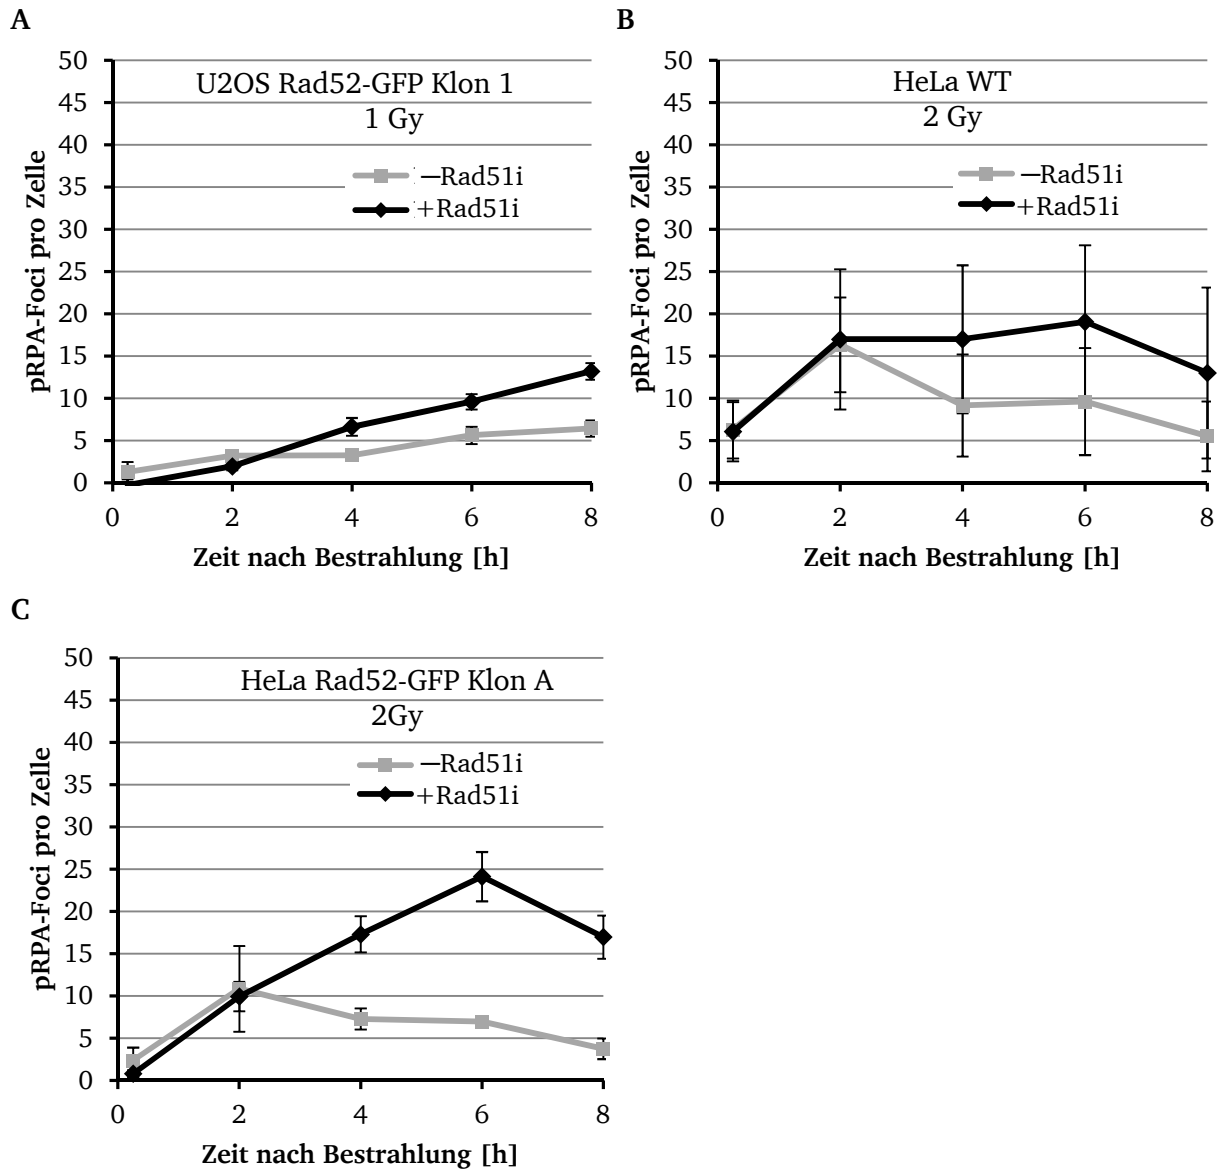 A
50
45
40
35
30
25
20
15
10
5
0
pRPA-Foci pro Zelle
U2OS Rad52-GFP Klon 1
1 Gy
—Rad51i
+Rad51i
0 2 4 6 8
Zeit nach Bestrahlung [h]
B
50
45
40
35
30
25
20
15
10
5
0
pRPA-Foci pro Zelle
HeLa WT
2 Gy
—Rad51i
+Rad51i
0 2 4 6 8
Zeit nach Bestrahlung [h]
C
50
45
40
35
30
25
20
15
10
5
0
pRPA-Foci pro Zelle
HeLa Rad52-GFP Klon A
2Gy
—Rad51i
+Rad51i
0 2 4 6 8
Zeit nach Bestrahlung [h]